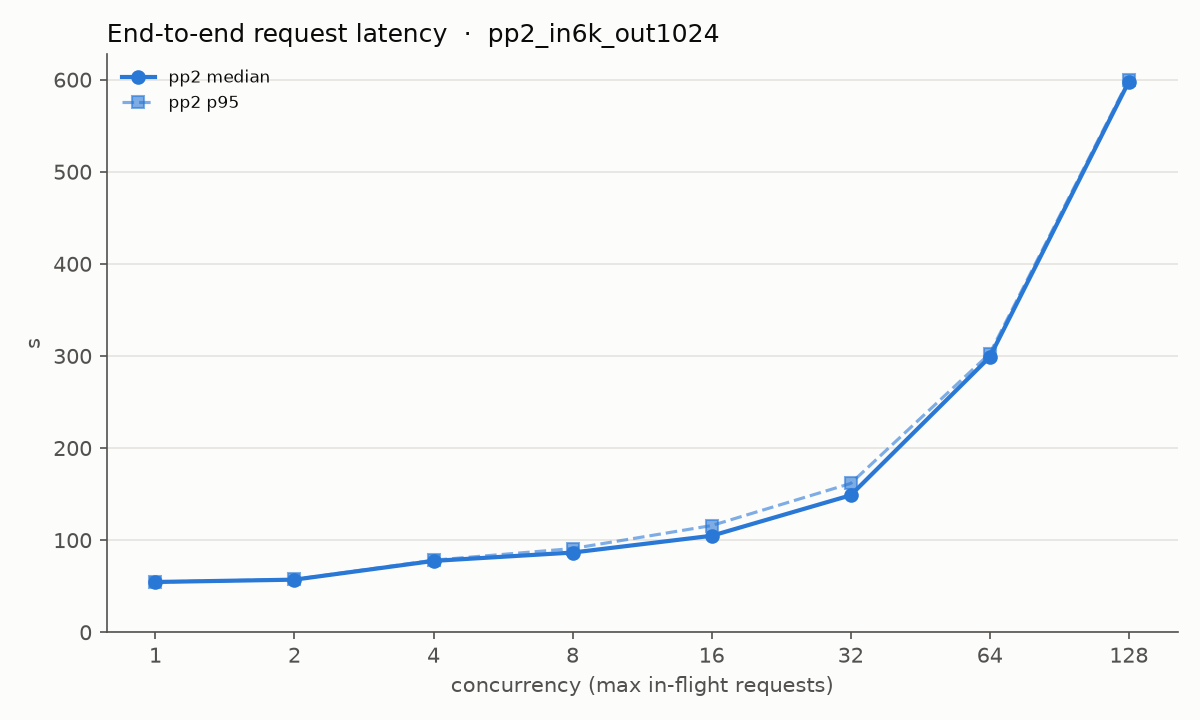 End-to-end request latency · pp2_in6k_out1024
pp2 median
pp2 p95
600
500
400
300
200
100
0
s
1 2 4 8 16 32 64 128
concurrency (max in-flight requests)